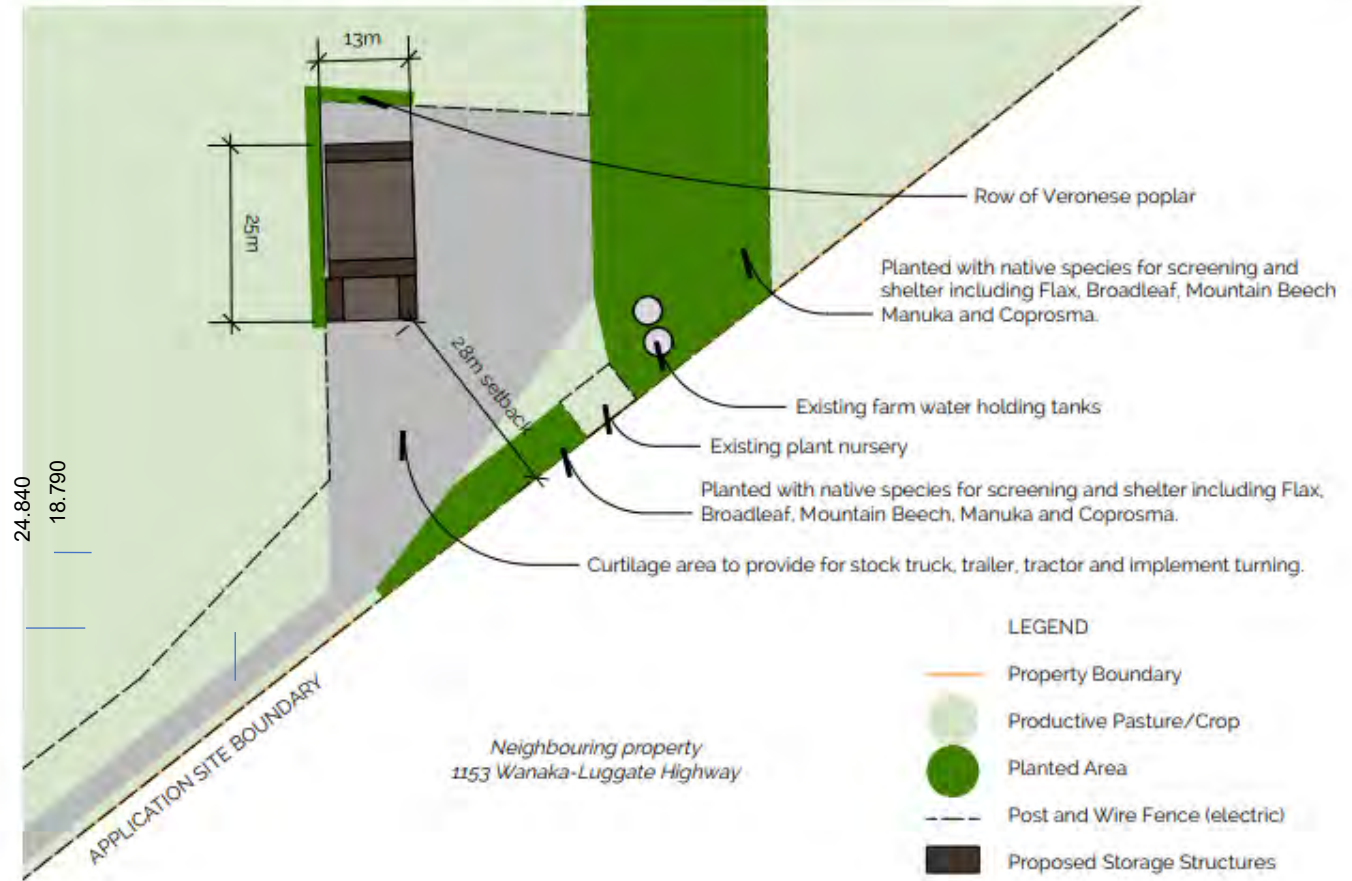 13m
Row of Veronese poplar
25m
Planted with native species for screening and
shelter including Flax, Broadleaf, Mountain Beech
Manuka and Coprosma.
28m setback
Existing farm water holding tanks
Existing plant nursery
24.840
18.790
Planted with native species for screening and shelter including Flax,
Broadleaf, Mountain Beech, Manuka and Coprosma.
Curtilage area to provide for stock truck, trailer, tractor and implement turning.
APPLICATION SITE BOUNDARY
Neighbouring property
1153 Wanaka-Luggate Highway
LEGEND
Property Boundary
Productive Pasture/Crop
Planted Area
Post and Wire Fence (electric)
Proposed Storage Structures